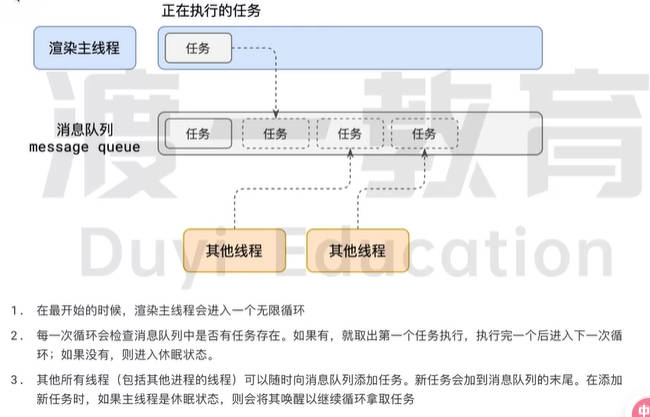 正在执行的任务
渲染主线程
任务
消息队列
message queue
任务
任务
任务
任务
其他线程
其他线程
渡一教育
Duyi Education
1. 在最开始的时候，渲染主线程会进入一个无限循环
2. 每一次循环会检查消息队列中是否有任务存在。如果有，就取出第一个任务执行，执行完一个后进入下一次循
环；如果没有，则进入休眠状态。
3. 其他所有线程（包括其他进程的线程）可以随时向消息队列添加任务。新任务会加到消息队列的末尾。在添加
新任务时，如果主线程是休眠状态，则会将其唤醒以继续循环拿取任务